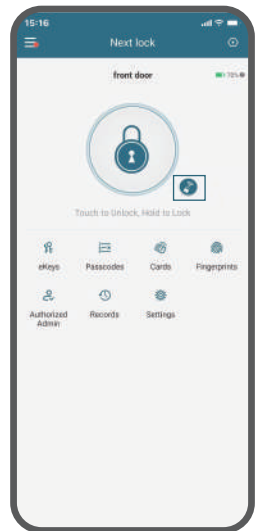 15:16
Next lock
front door
70%
Touch to Unlock, Hold to Lock
eKeys Passcodes Cards Fingerprints
Authorized Admin Records Settings